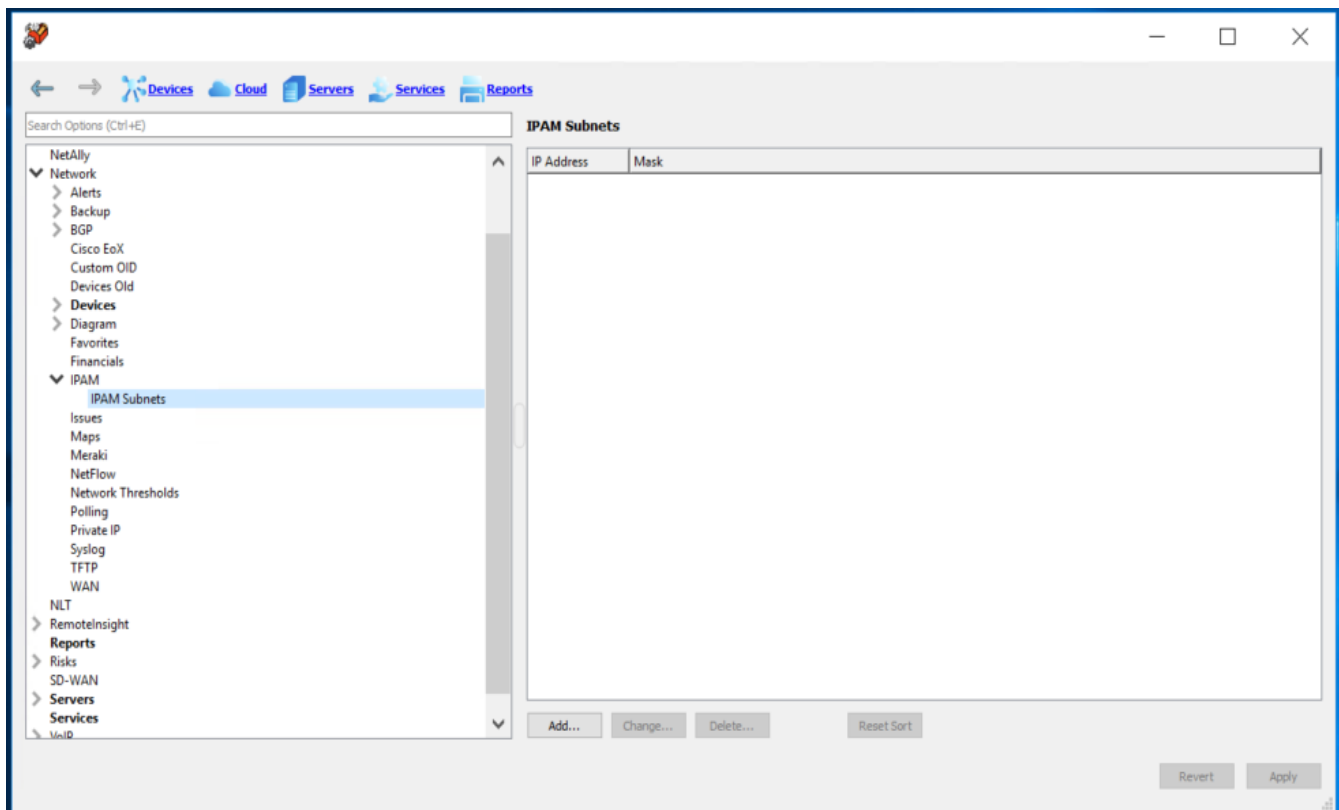 Devices Cloud Servers Services Reports
Search Options (Ctrl+E)
NetAlly
Network
Alerts
Backup
BGP
Cisco EoX
Custom OID
Devices Old
Devices
Diagram
Favorites
Financials
IPAM
IPAM Subnets
Issues
Maps
Meraki
NetFlow
Network Thresholds
Polling
Private IP
Syslog
TFTP
WAN
NLT
RemoteInsight
Reports
Risks
SD-WAN
Servers
Services
VoIP
IPAM Subnets
IP Address Mask
Add... Change... Delete... Reset Sort
Revert Apply